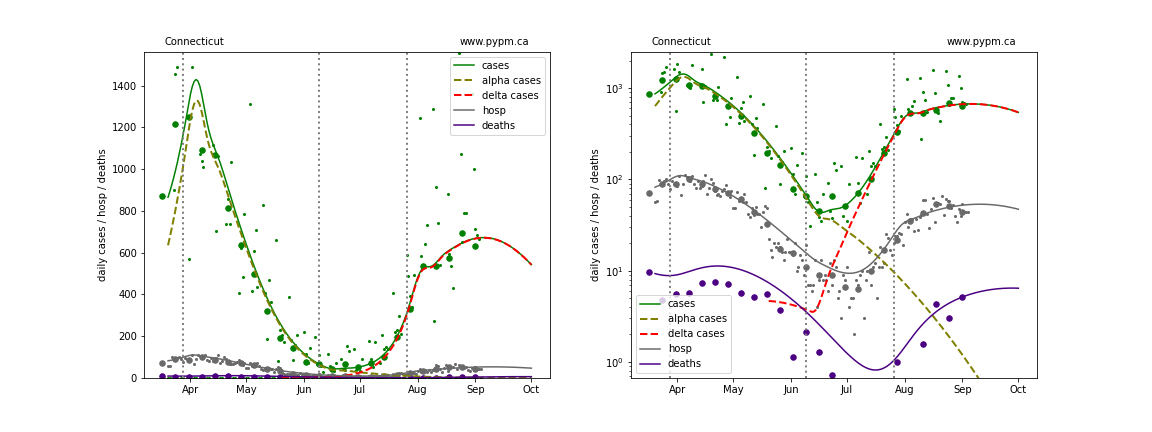 Connecticut www.pypm.ca
daily cases / hosp / deaths
1400
1200
1000
800
600
400
200
0
Apr May Jun Jul Aug Sep Oct
cases
alpha cases
delta cases
hosp
deaths
Connecticut www.pypm.ca
daily cases / hosp / deaths
10³
10²
10¹
10⁰
Apr May Jun Jul Aug Sep Oct
cases
alpha cases
delta cases
hosp
deaths